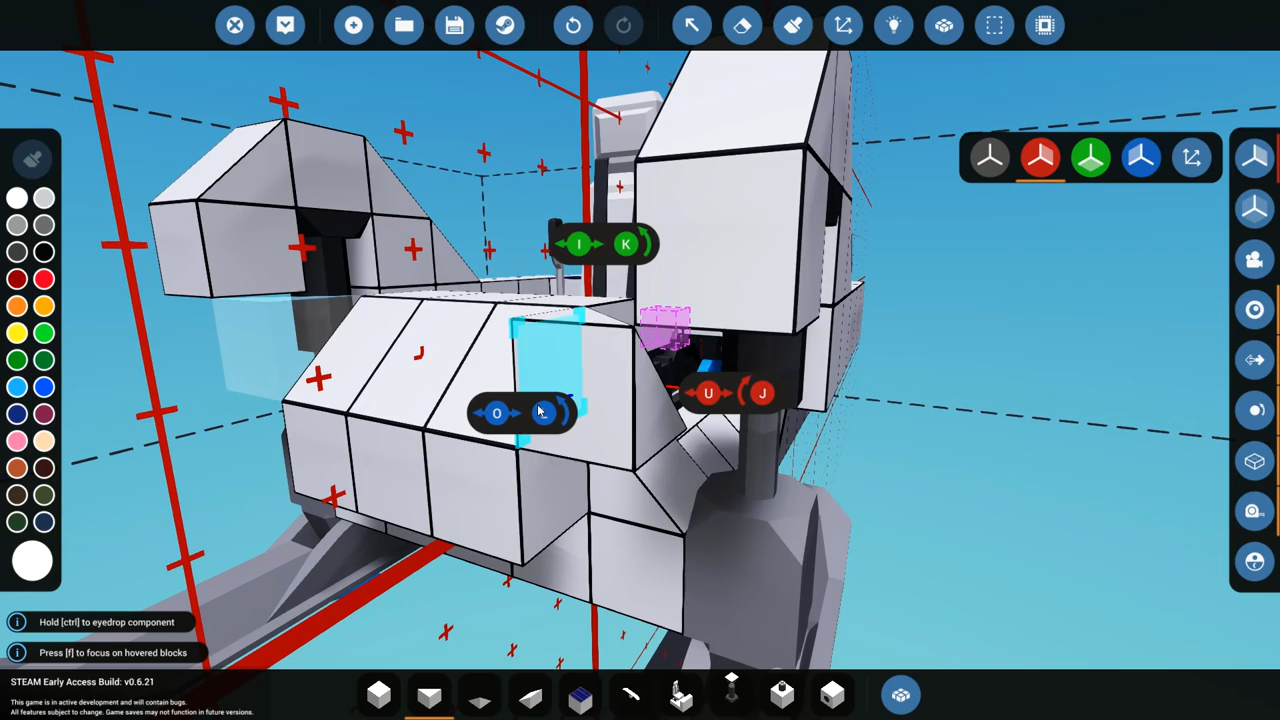 I K
U J
O L
Hold [ctrl] to eyedrop component
Press [f] to focus on hovered blocks
STEAM Early Access Build: v0.6.21
This game is in active development and will contain bugs.
All features subject to change. Game saves may not function in future versions.